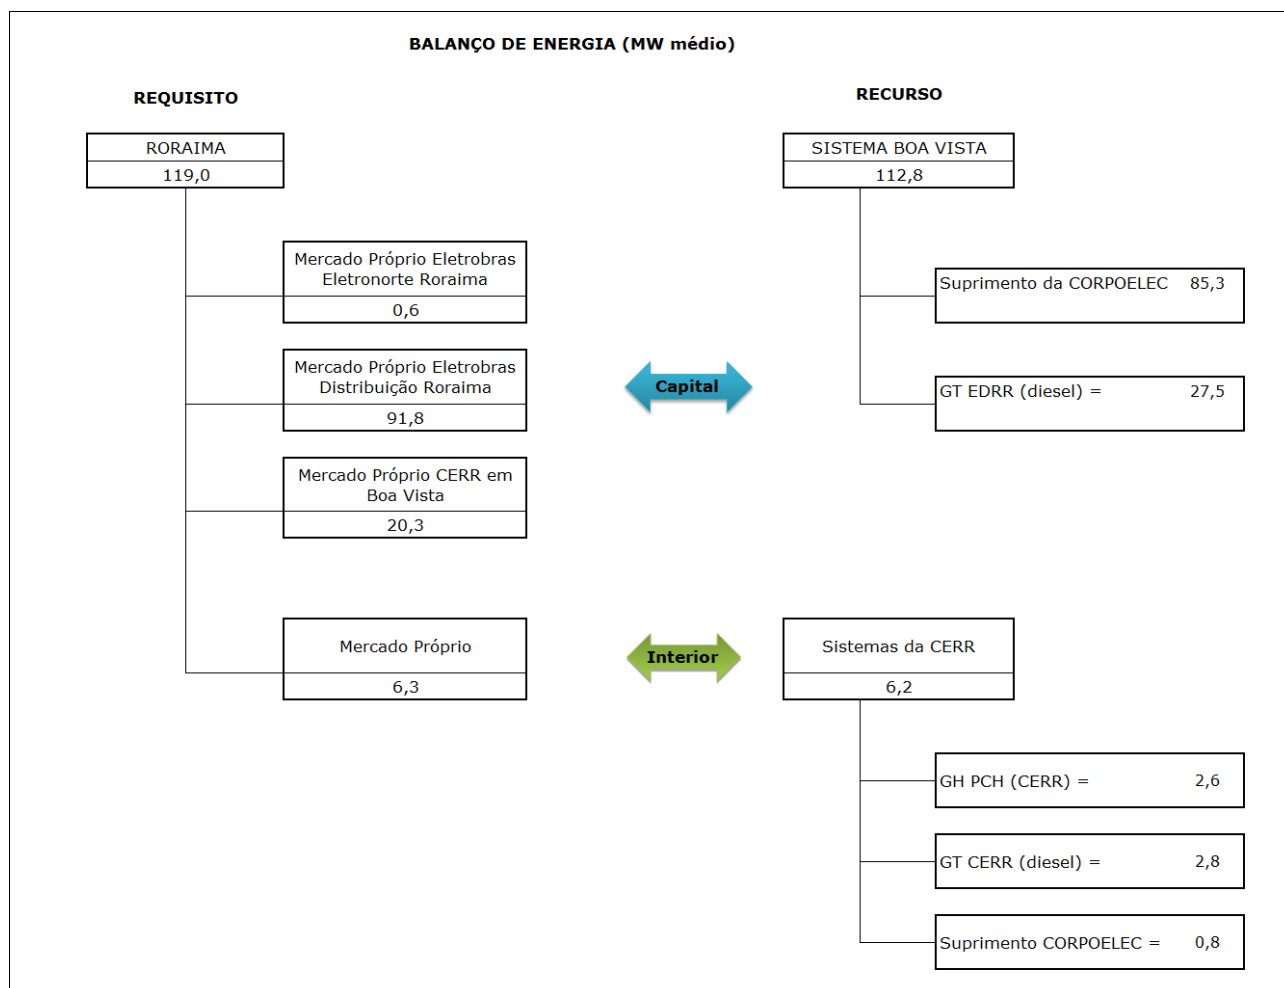 BALANÇO DE ENERGIA (MW médio)
REQUISITO
RORAIMA
119,0
Mercado Próprio Eletrobras
Eletronorte Roraima
0,6
Mercado Próprio Eletrobras
Distribuição Roraima
91,8
Mercado Próprio CERR em
Boa Vista
20,3
Mercado Próprio
6,3
Capital
Interior
RECURSO
SISTEMA BOA VISTA
112,8
Suprimento da CORPOELEC 85,3
GT EDRR (diesel) = 27,5
Sistemas da CERR
6,2
GH PCH (CERR) = 2,6
GT CERR (diesel) = 2,8
Suprimento CORPOELEC = 0,8